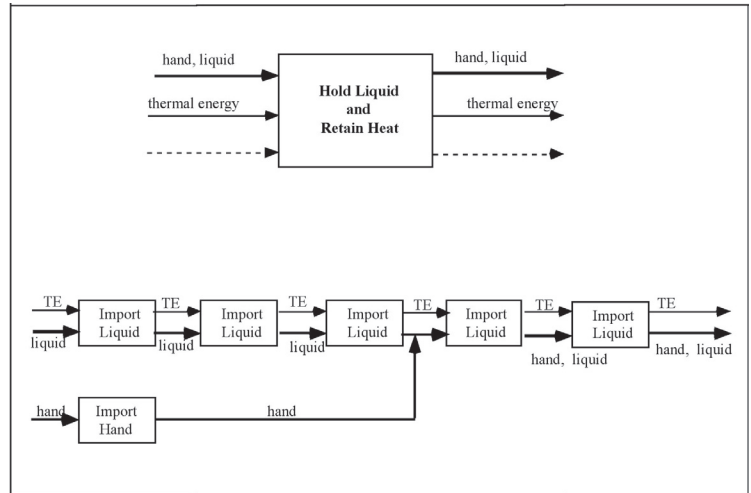 hand, liquid
hand, liquid
thermal energy
Hold Liquid
and
Retain Heat
thermal energy
TE
TE
TE
TE
TE
TE
Import
Liquid
Import
Liquid
Import
Liquid
Import
Liquid
Import
Liquid
liquid
liquid
liquid
hand, liquid
hand, liquid
hand
Import
Hand
hand